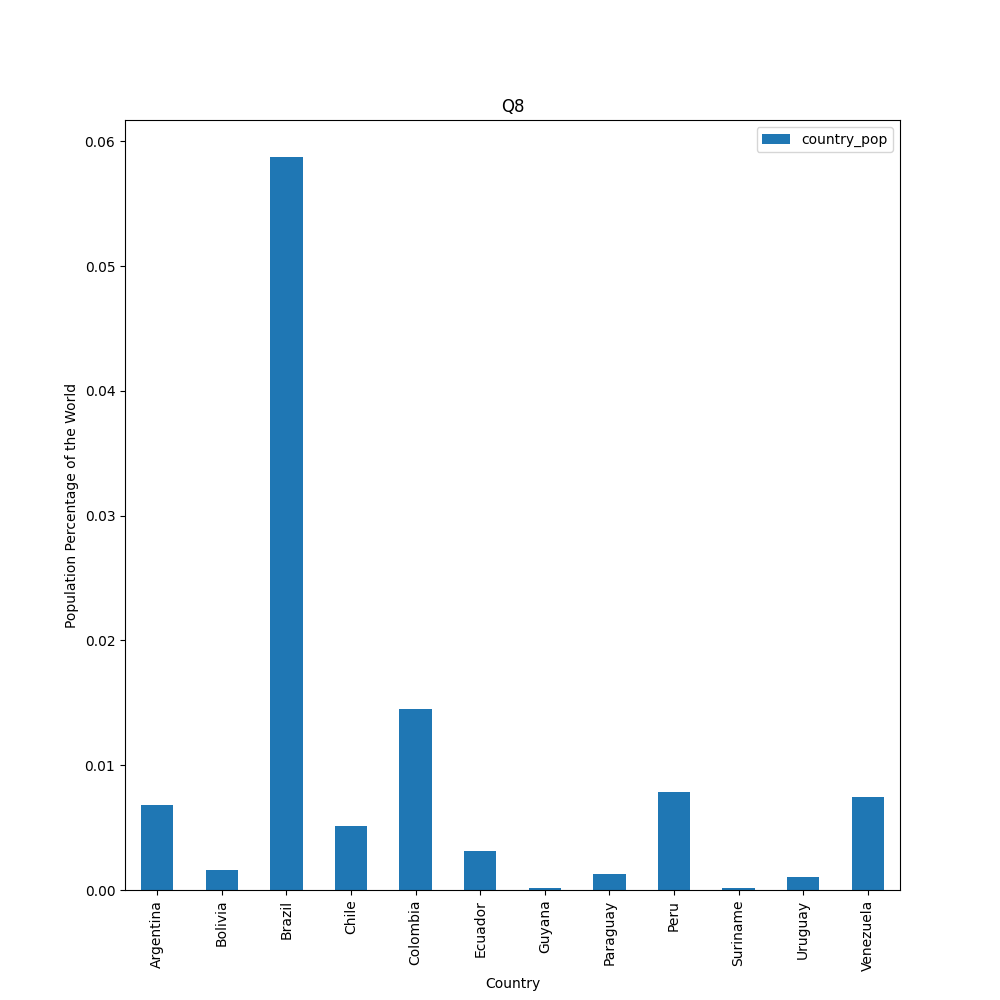 Q8
country_pop
0.06
0.05
0.04
0.03
0.02
0.01
0.00
Population Percentage of the World
Argentina
Bolivia
Brazil
Chile
Colombia
Ecuador
Guyana
Paraguay
Peru
Suriname
Uruguay
Venezuela
Country